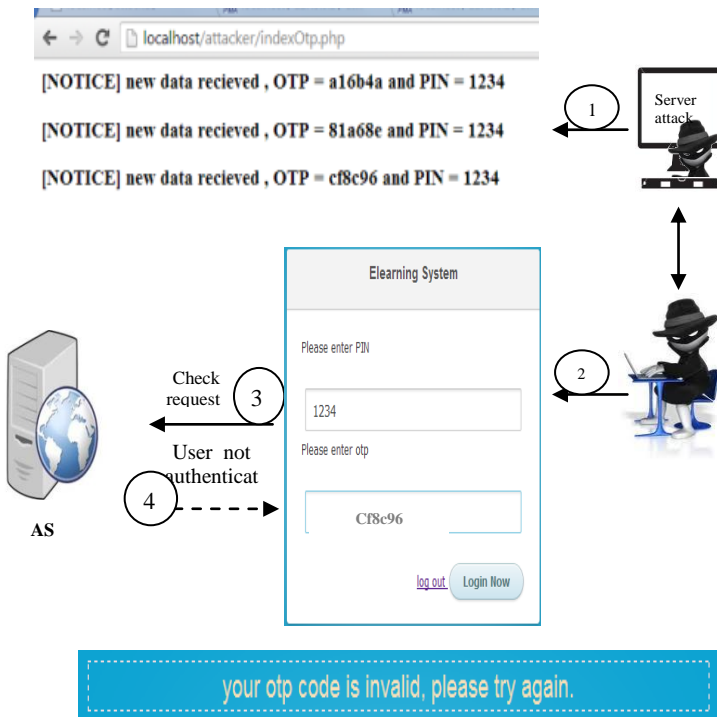 localhost/attacker/indexOtp.php
[NOTICE] new data recieved , OTP = a16b4a and PIN = 1234
[NOTICE] new data recieved , OTP = 81a68e and PIN = 1234
[NOTICE] new data recieved , OTP = cf8c96 and PIN = 1234
1
Server
attack
Elearning System
Please enter PIN
1234
Please enter otp
Cf8c96
log out
Login Now
2
Check
request
3
User not
authenticat
4
AS
your otp code is invalid, please try again.